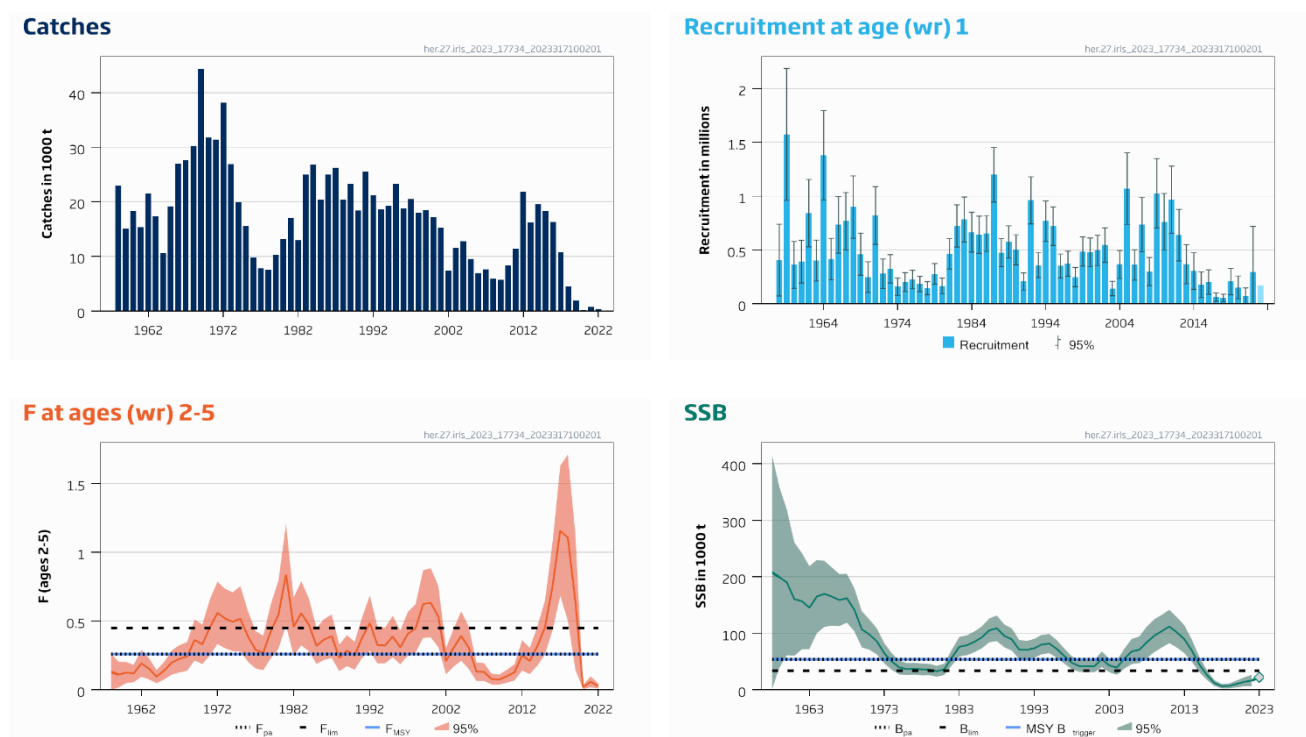 Catches
her.27.irls_2023_17734_2023317100201
Catches in 1000 t
40
30
20
10
0
1962 1972 1982 1992 2002 2012 2022
Recruitment at age (wr) 1
her.27.irls_2023_17734_2023317100201
Recruitment in millions
2
1.5
1
0.5
0
1964 1974 1984 1994 2004 2014
Recruitment 95%
F at ages (wr) 2-5
her.27.irls_2023_17734_2023317100201
F (ages 2-5)
1.5
1
0.5
0
1962 1972 1982 1992 2002 2012 2022
Fpa Flim FMSY 95%
SSB
her.27.irls_2023_17734_2023317100201
SSB in 1000 t
400
300
200
100
0
1963 1973 1983 1993 2003 2013 2023
Bpa Blim MSY Btrigger 95%